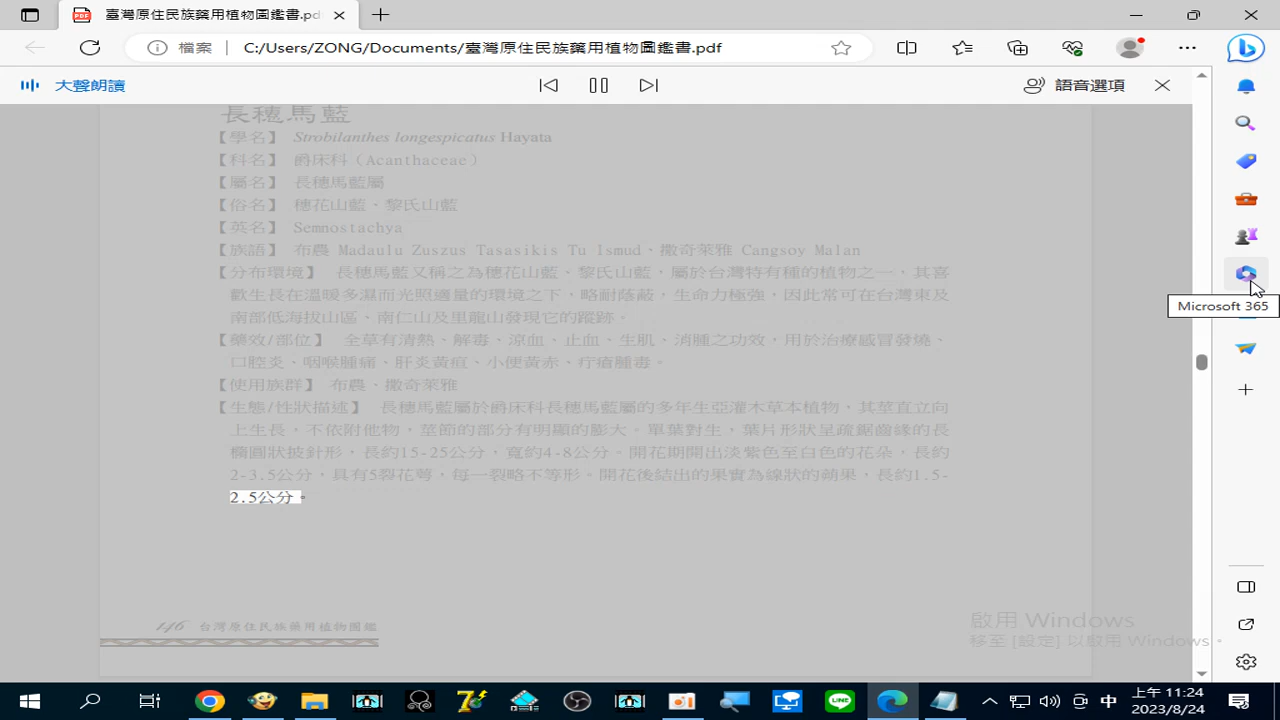 臺灣原住民族藥用植物圖鑑書.pd
檔案 C:/Users/ZONG/Documents/臺灣原住民族藥用植物圖鑑書.pdf
大聲朗讀
語音選項
長穗馬藍
【學名】 Strobilanthes longespicatus Hayata
【科名】 爵床科（Acanthaceae）
【屬名】 長穗馬藍屬
【俗名】 穗花山藍、黎氏山藍
【英名】 Semnostachya
【族語】 布農 Madaulu Zuszus Tasasikis Tu lsmud、撒奇萊雅 Cangsoy Malan
【分布環境】 長穗馬藍又稱之為穗花山藍、黎氏山藍，屬於台灣特有種的植物之一，其喜
歡生長在溫暖多濕而光照適量的環境之下，略耐蔭蔽，生命力極強，因此常可在台灣東及
南部低海拔山區、南仁山及里龍山發現它的蹤跡。
【藥效/部位】 全草有清熱、解毒、涼血、止血、生肌、消腫之功效，用於治療感冒發燒、
口腔炎、咽喉腫痛、肝炎黃疸、小便黃赤、疔瘡腫毒。
【使用族群】 布農、撒奇萊雅
【生態/性狀描述】 長穗馬藍屬於爵床科長穗馬藍屬的多年生亞灌木草本植物，其莖直立向
上生長，不依附他物，莖節的部分有明顯的膨大。單葉對生，葉片形狀呈疏鋸齒緣的長
橢圓狀披針形，長約15-25公分，寬約4-8公分。開花期開出淡紫色至白色的花朵，長約
2-3.5公分，具有5裂花萼，每一裂略不等形。開花後結出的果實為線狀的蒴果，長約1.5-
2.5公分。
146 台灣原住民族藥用植物圖鑑
Microsoft 365
啟用 Windows
移至 [設定] 以啟用 Windows。
中
上午 11:24
2023/8/24